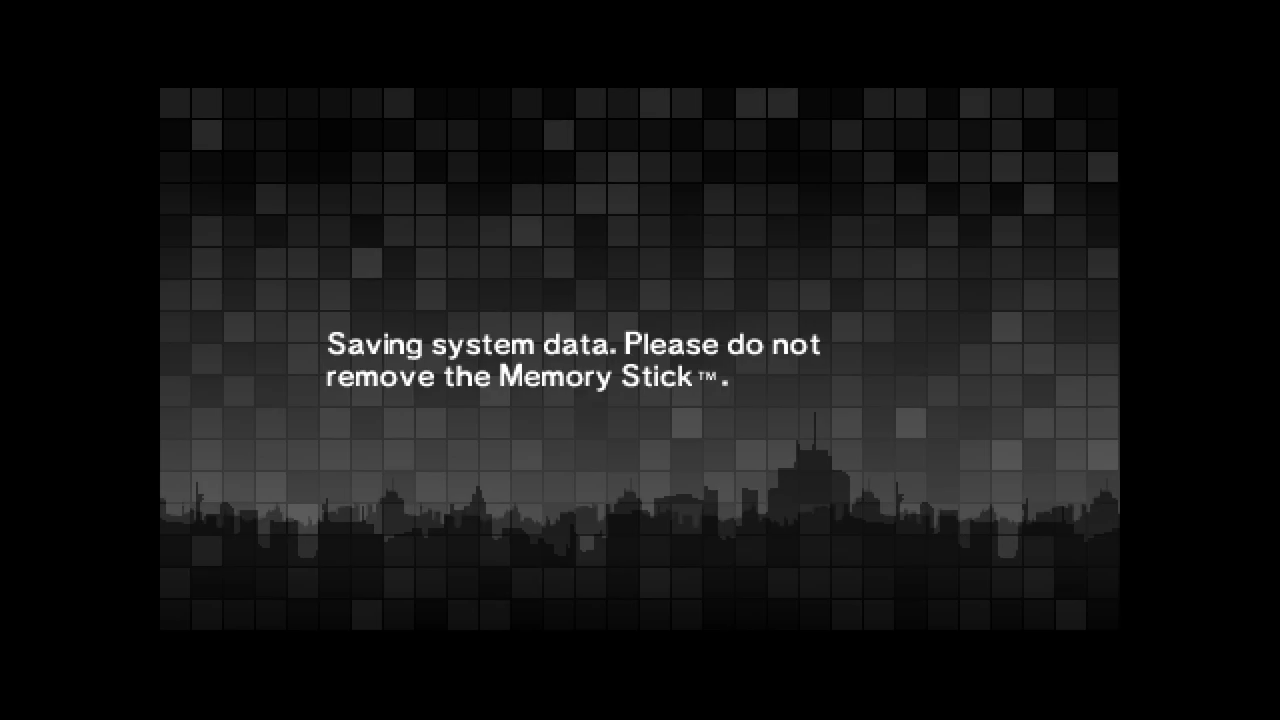 Saving system data. Please do not
remove the Memory Stick™.